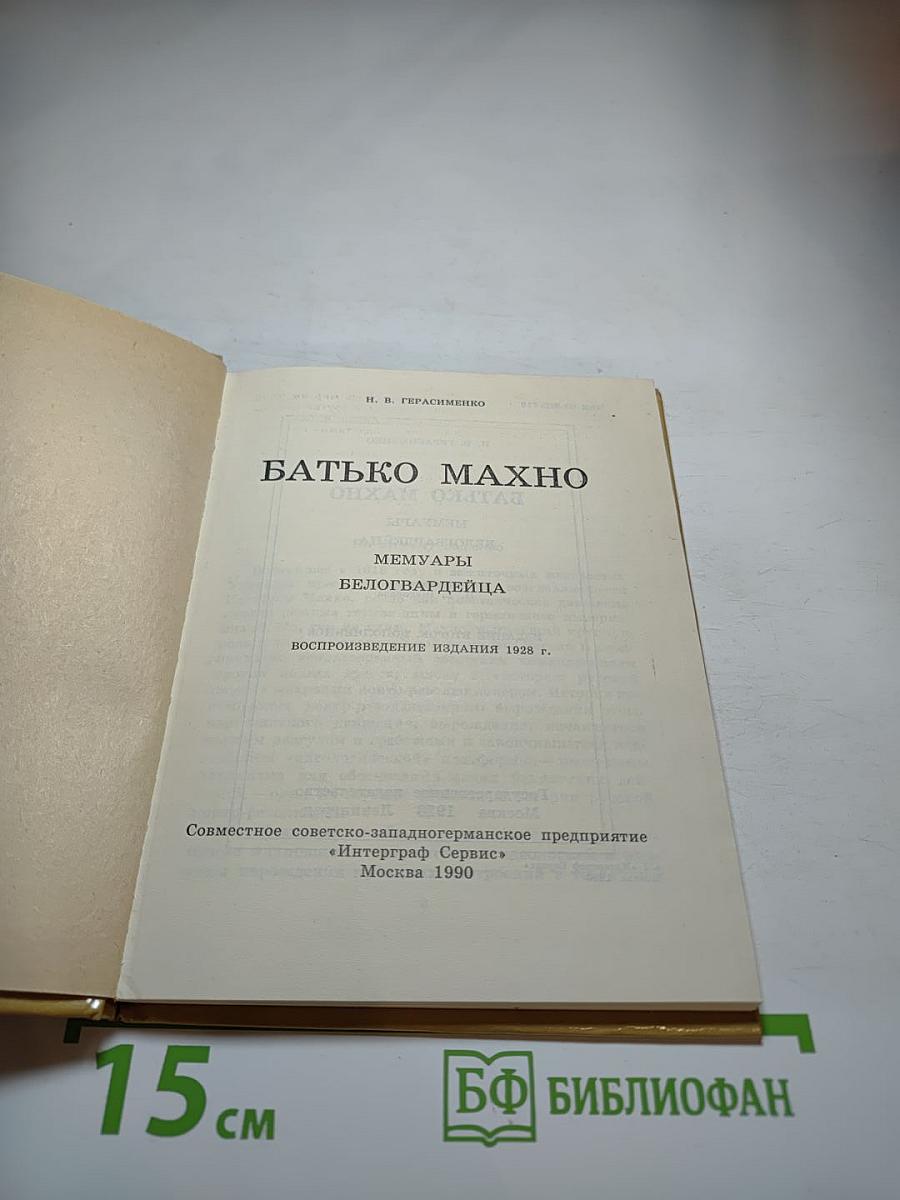 Н. В. ГЕРАСИМЕНКО
БАТЬКО МАХНО
МЕМУАРЫ
БЕЛОГВАРДЕЙЦА
ВОСПРОИЗВЕДЕНИЕ ИЗДАНИЯ 1928 г.
Совместное советско-западногерманское предприятие
«Интерграф Сервис»
Москва 1990
15 см
БФ БИБЛИОФАН